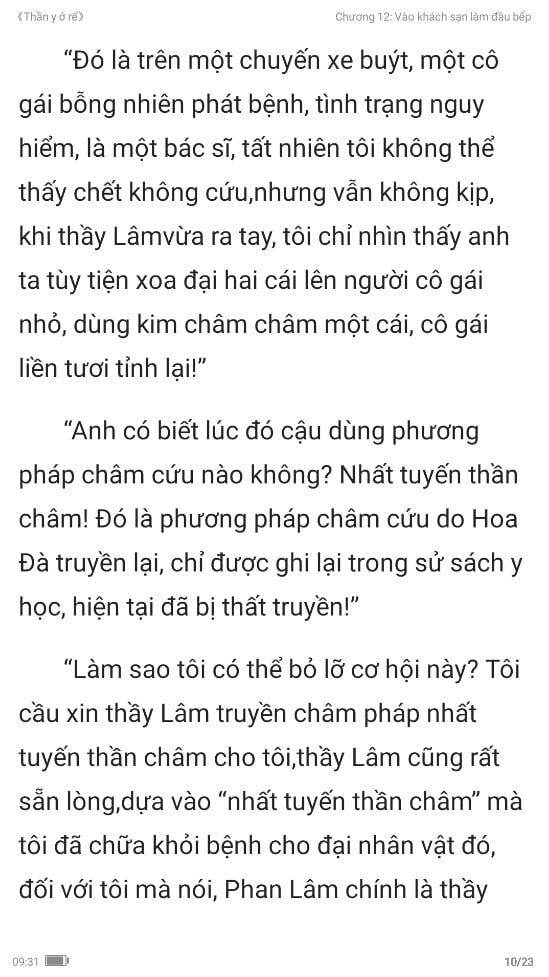 《Thần y ở rể》
Chương 12: Vào khách sạn làm đầu bếp
“Đó là trên một chuyến xe buýt, một cô
gái bỗng nhiên phát bệnh, tình trạng nguy
hiểm, là một bác sĩ, tất nhiên tôi không thể
thấy chết không cứu,nhưng vẫn không kịp,
khi thầy Lâmvừa ra tay, tôi chỉ nhìn thấy anh
ta tùy tiện xoa đại hai cái lên người cô gái
nhỏ, dùng kim châm châm một cái, cô gái
liền tươi tỉnh lại!”
“Anh có biết lúc đó cậu dùng phương
pháp châm cứu nào không? Nhất tuyến thần
châm! Đó là phương pháp châm cứu do Hoa
Đà truyền lại, chỉ được ghi lại trong sử sách y
học, hiện tại đã bị thất truyền!”
“Làm sao tôi có thể bỏ lỡ cơ hội này? Tôi
cầu xin thầy Lâm truyền châm pháp nhất
tuyến thần châm cho tôi,thầy Lâm cũng rất
sẵn lòng,dựa vào “nhất tuyến thần châm” mà
tôi đã chữa khỏi bệnh cho đại nhân vật đó,
đối với tôi mà nói, Phan Lâm chính là thầy
09:31
10/23